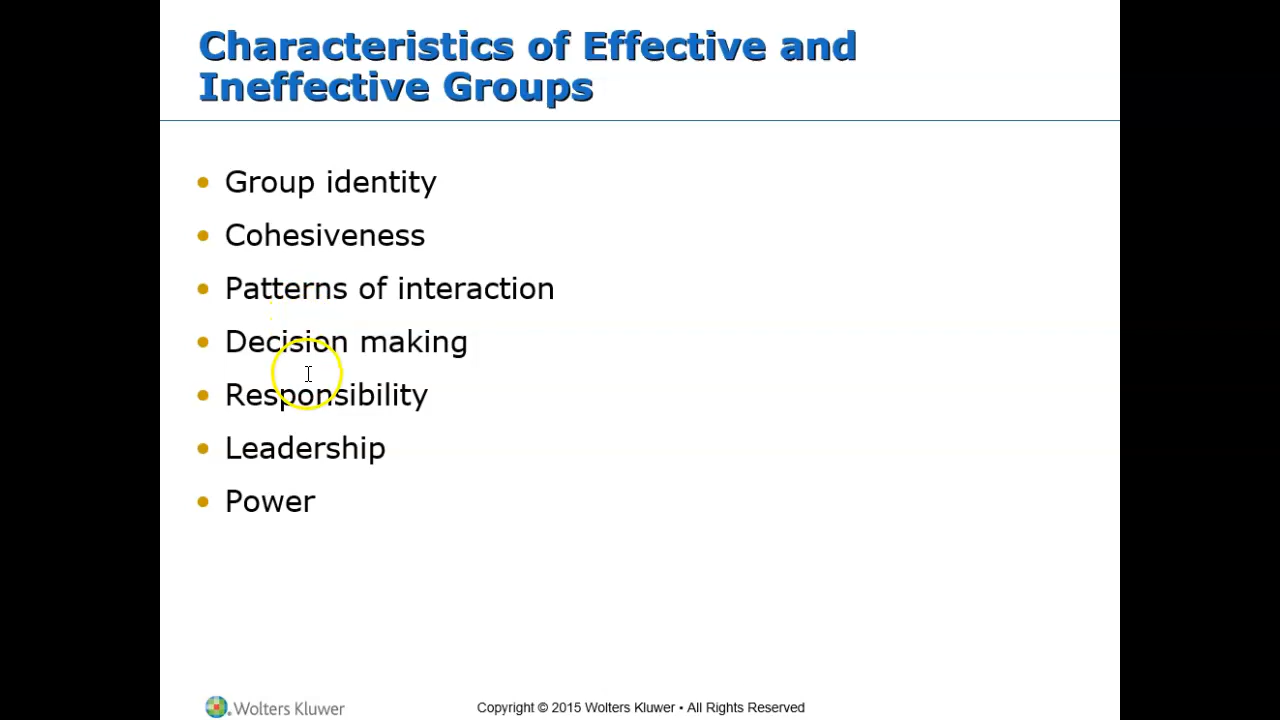 Characteristics of Effective and
Ineffective Groups
• Group identity
• Cohesiveness
• Patterns of interaction
• Decision making
• Responsibility
• Leadership
• Power
Wolters Kluwer
Copyright © 2015 Wolters Kluwer • All Rights Reserved